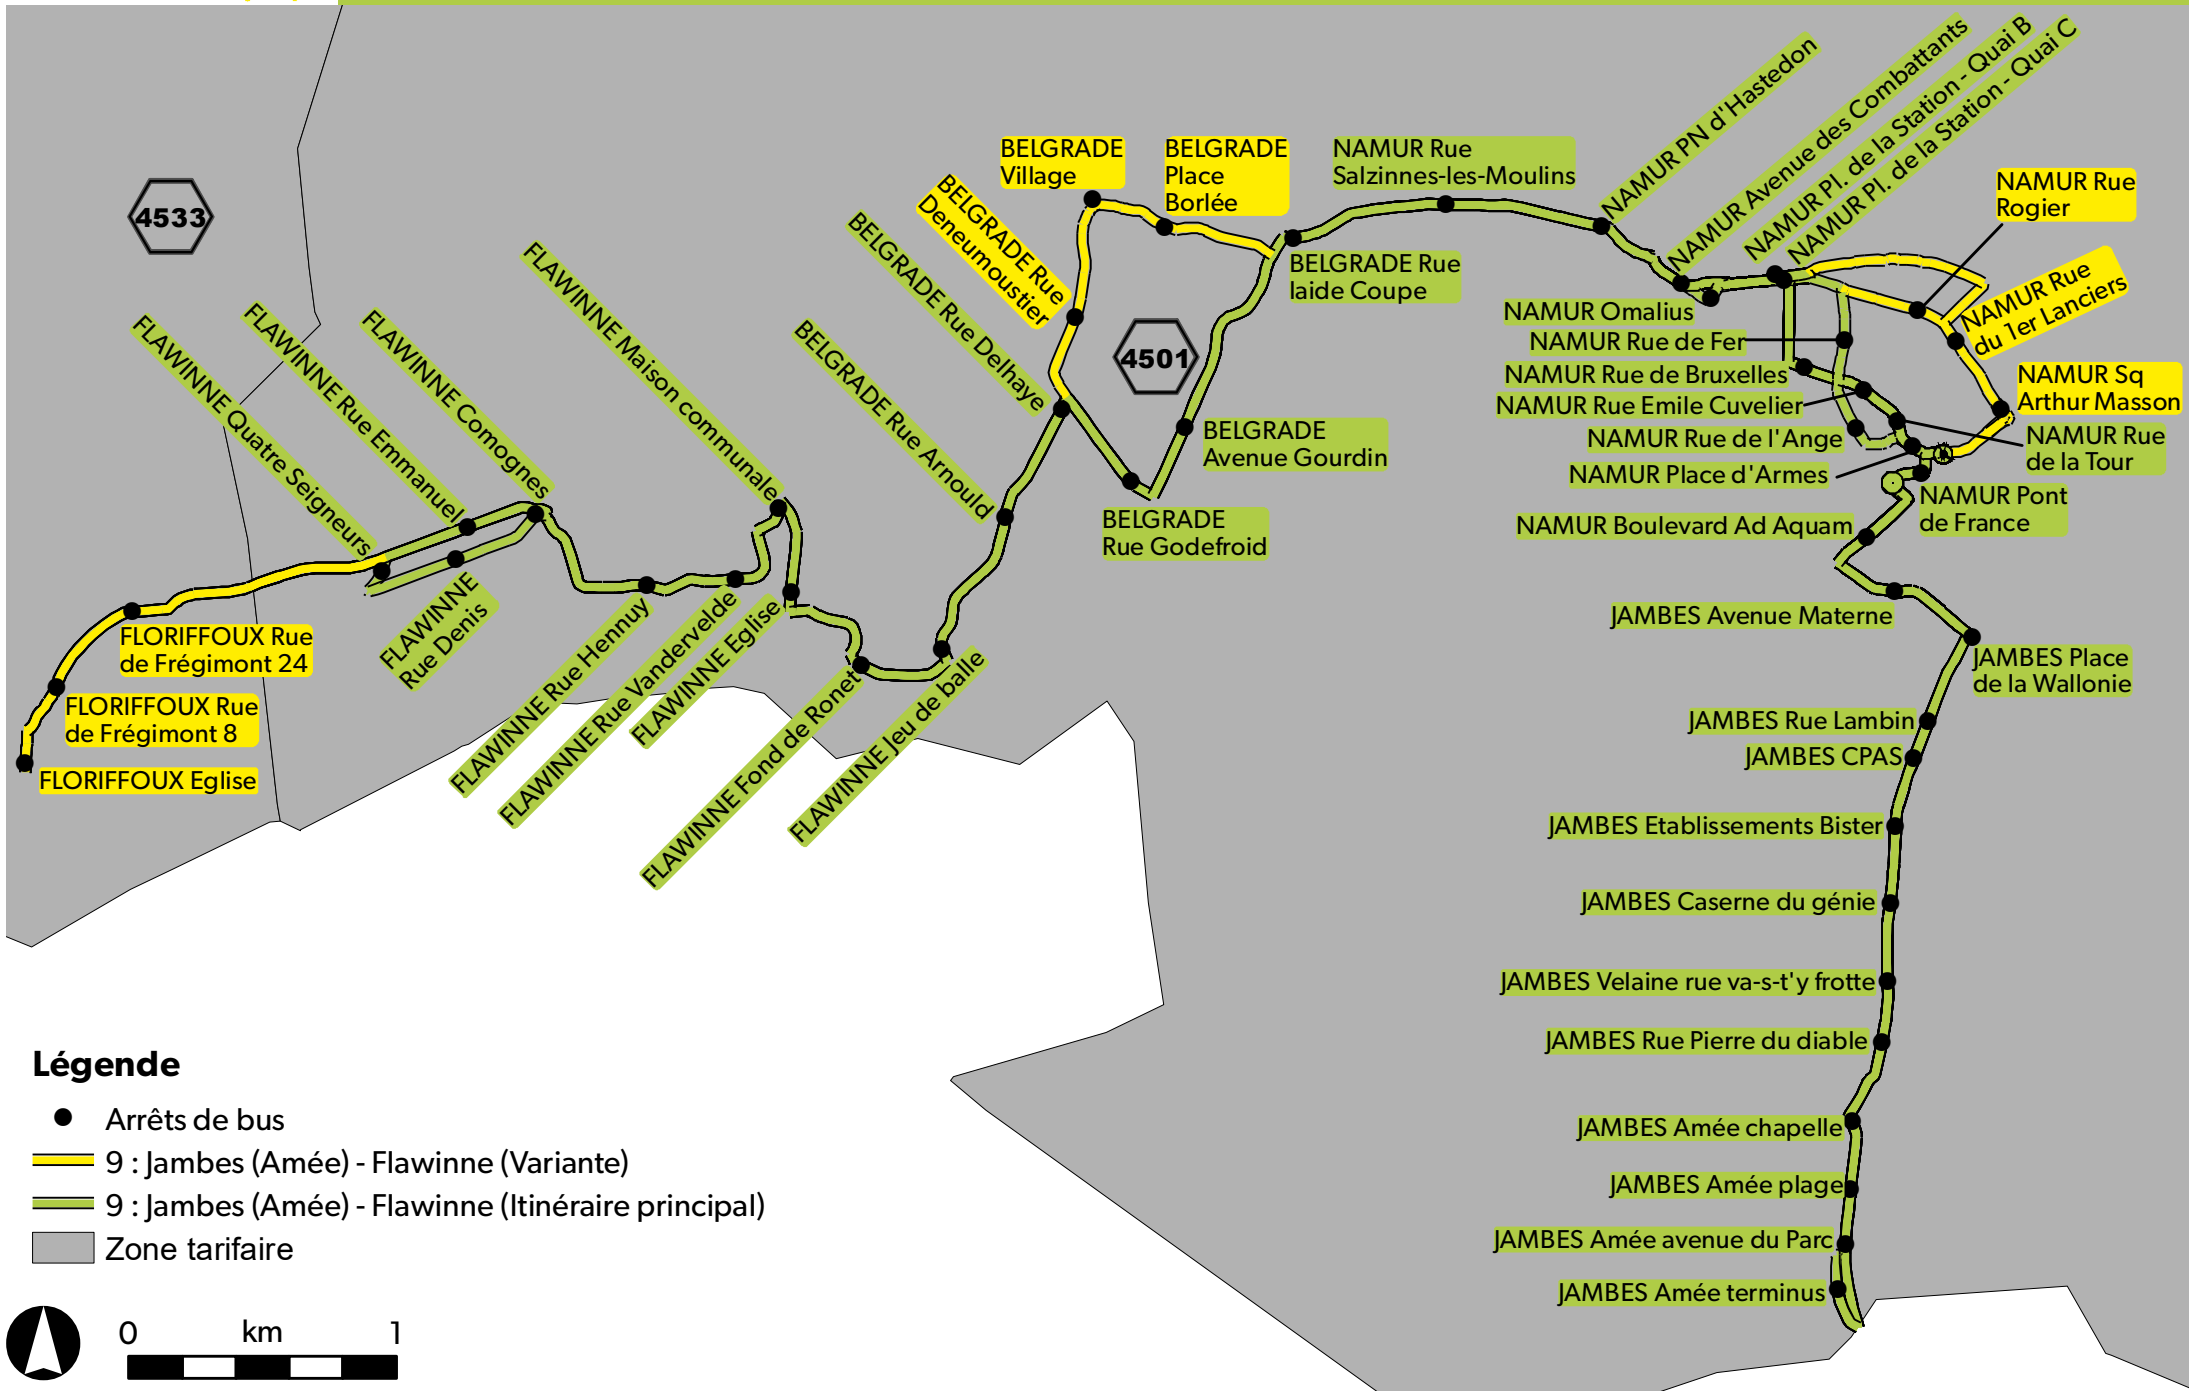 4533
4501
FLORIFFOUX Eglise
FLORIFFOUX Rue
de Frégimont 8
FLORIFFOUX Rue
de Frégimont 24
FLAWINNE Quatre Seigneurs
FLAWINNE Rue Emmanuel
FLAWINNE Comognes
FLAWINNE
Rue Denis
FLAWINNE Rue Hennuy
FLAWINNE Rue Vandervelde
FLAWINNE Maison communale
FLAWINNE Eglise
FLAWINNE Fond de Ronet
FLAWINNE Jeu de balle
BELGRADE Rue Arnould
BELGRADE Rue Delhaye
BELGRADE Rue
Deneumoustier
BELGRADE
Village
BELGRADE
Place
Borlée
BELGRADE
Rue Godefroid
BELGRADE
Avenue Gourdin
BELGRADE Rue
laide Coupe
NAMUR Rue
Salzinnes-les-Moulins
NAMUR PN d'Hastedon
NAMUR Avenue des Combattants
NAMUR Pl. de la Station - Quai B
NAMUR Pl. de la Station - Quai C
NAMUR Rue
Rogier
NAMUR Rue
du 1er Lanciers
NAMUR Sq
Arthur Masson
NAMUR Omalius
NAMUR Rue de Fer
NAMUR Rue de Bruxelles
NAMUR Rue Emile Cuvelier
NAMUR Rue de l'Ange
NAMUR Rue
de la Tour
NAMUR Place d'Armes
NAMUR Pont
de France
NAMUR Boulevard Ad Aquam
JAMBES Avenue Materne
JAMBES Place
de la Wallonie
JAMBES Rue Lambin
JAMBES CPAS
JAMBES Etablissements Bister
JAMBES Caserne du génie
JAMBES Velaine rue va-s-t'y frotte
JAMBES Rue Pierre du diable
JAMBES Amée chapelle
JAMBES Amée plage
JAMBES Amée avenue du Parc
JAMBES Amée terminus
Légende
Arrêts de bus
9 : Jambes (Amée) - Flawinne (Variante)
9 : Jambes (Amée) - Flawinne (Itinéraire principal)
Zone tarifaire
0 km 1